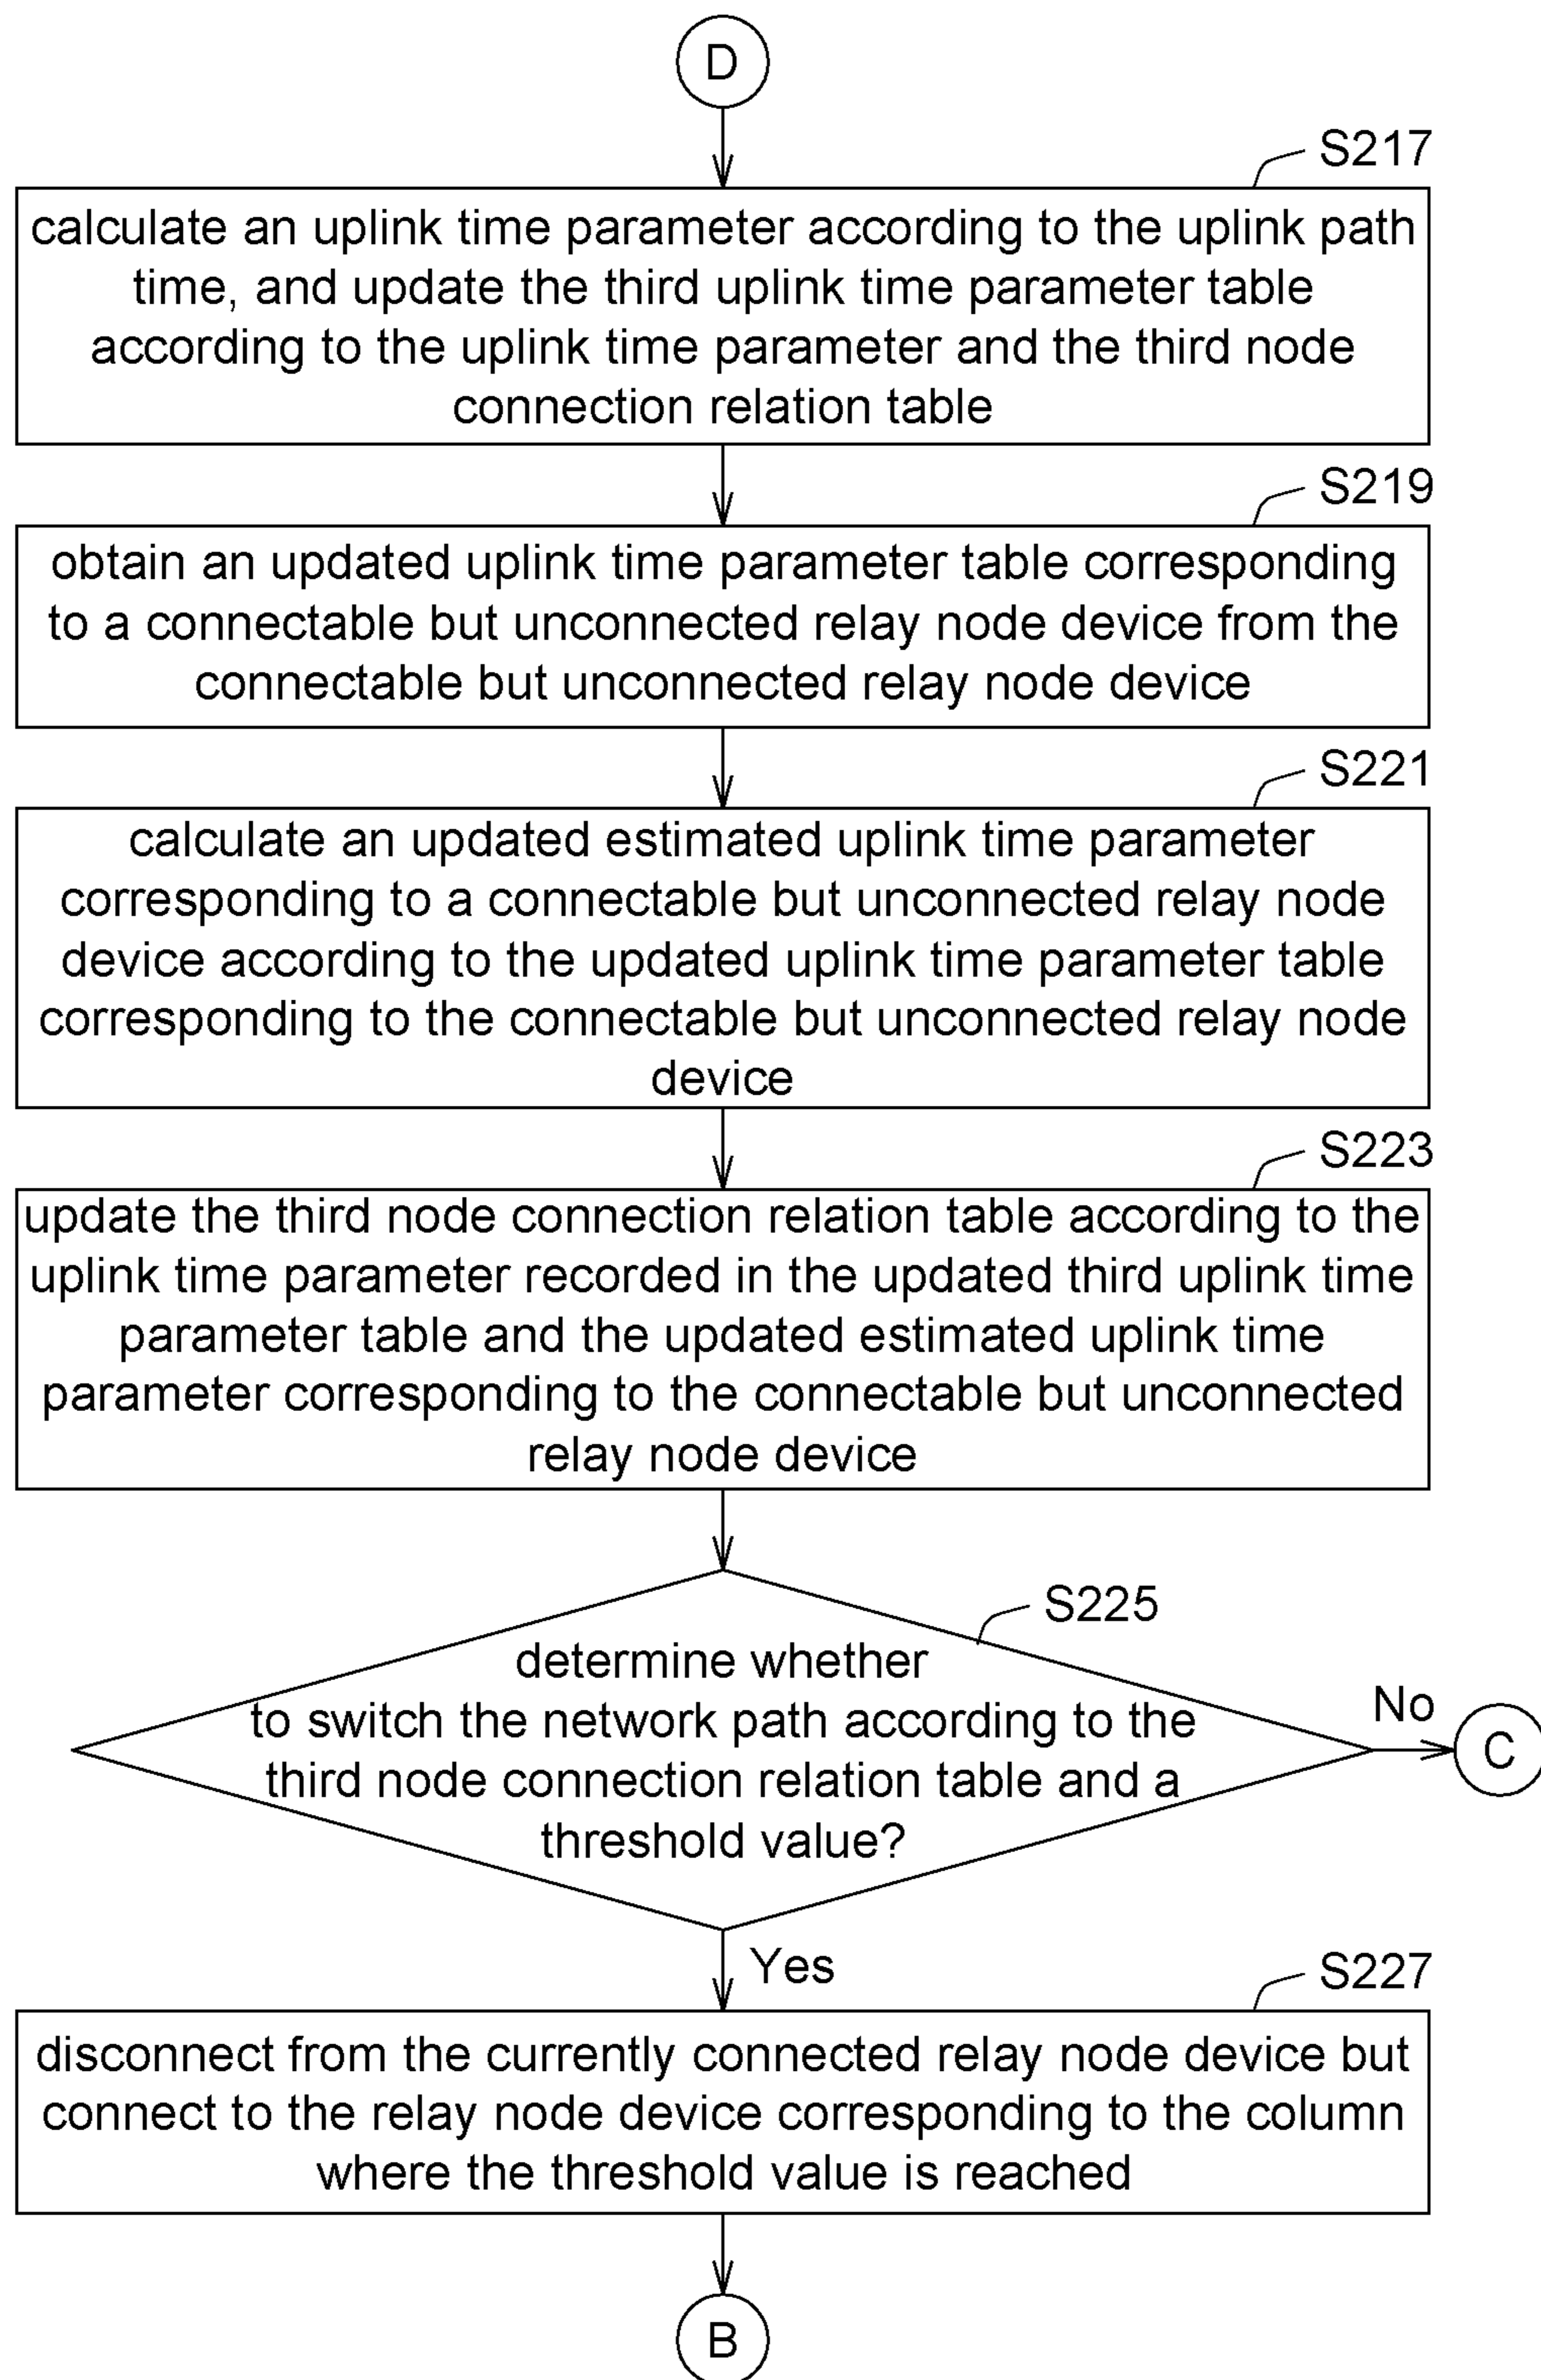 D
S217
calculate an uplink time parameter according to the uplink path
time, and update the third uplink time parameter table
according to the uplink time parameter and the third node
connection relation table
S219
obtain an updated uplink time parameter table corresponding
to a connectable but unconnected relay node device from the
connectable but unconnected relay node device
S221
calculate an updated estimated uplink time parameter
corresponding to a connectable but unconnected relay node
device according to the updated uplink time parameter table
corresponding to the connectable but unconnected relay node
device
S223
update the third node connection relation table according to the
uplink time parameter recorded in the updated third uplink time
parameter table and the updated estimated uplink time
parameter corresponding to the connectable but unconnected
relay node device
S225
determine whether
to switch the network path according to the
third node connection relation table and a
threshold value?
No
C
Yes
S227
disconnect from the currently connected relay node device but
connect to the relay node device corresponding to the column
where the threshold value is reached
B